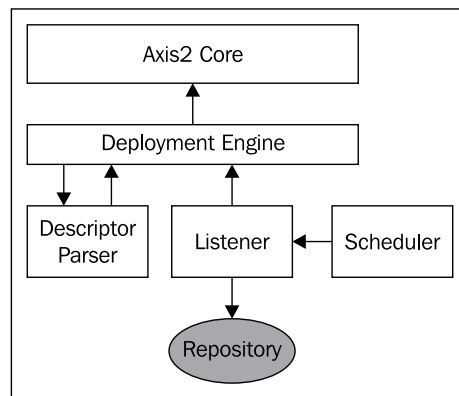 Axis2 Core
Deployment Engine
Descriptor
Parser
Listener
Scheduler
Repository